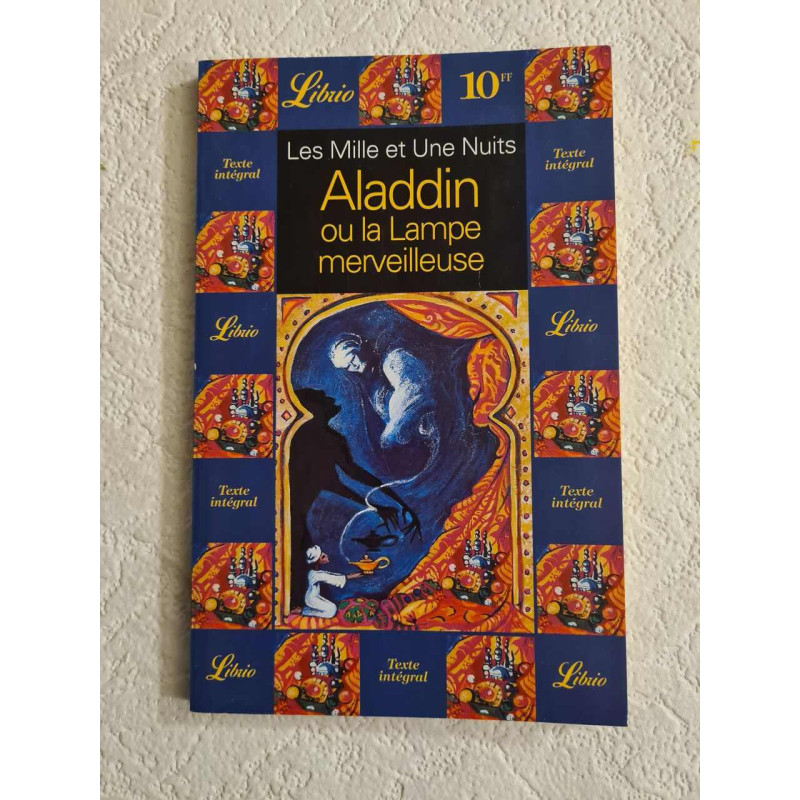 Librio
10FF
Texte
intégral
Les Mille et Une Nuits
Texte
intégral
Aladdin
ou la Lampe
merveilleuse
Librio
Librio
Texte
intégral
Texte
intégral
Librio
Texte
intégral
Librio